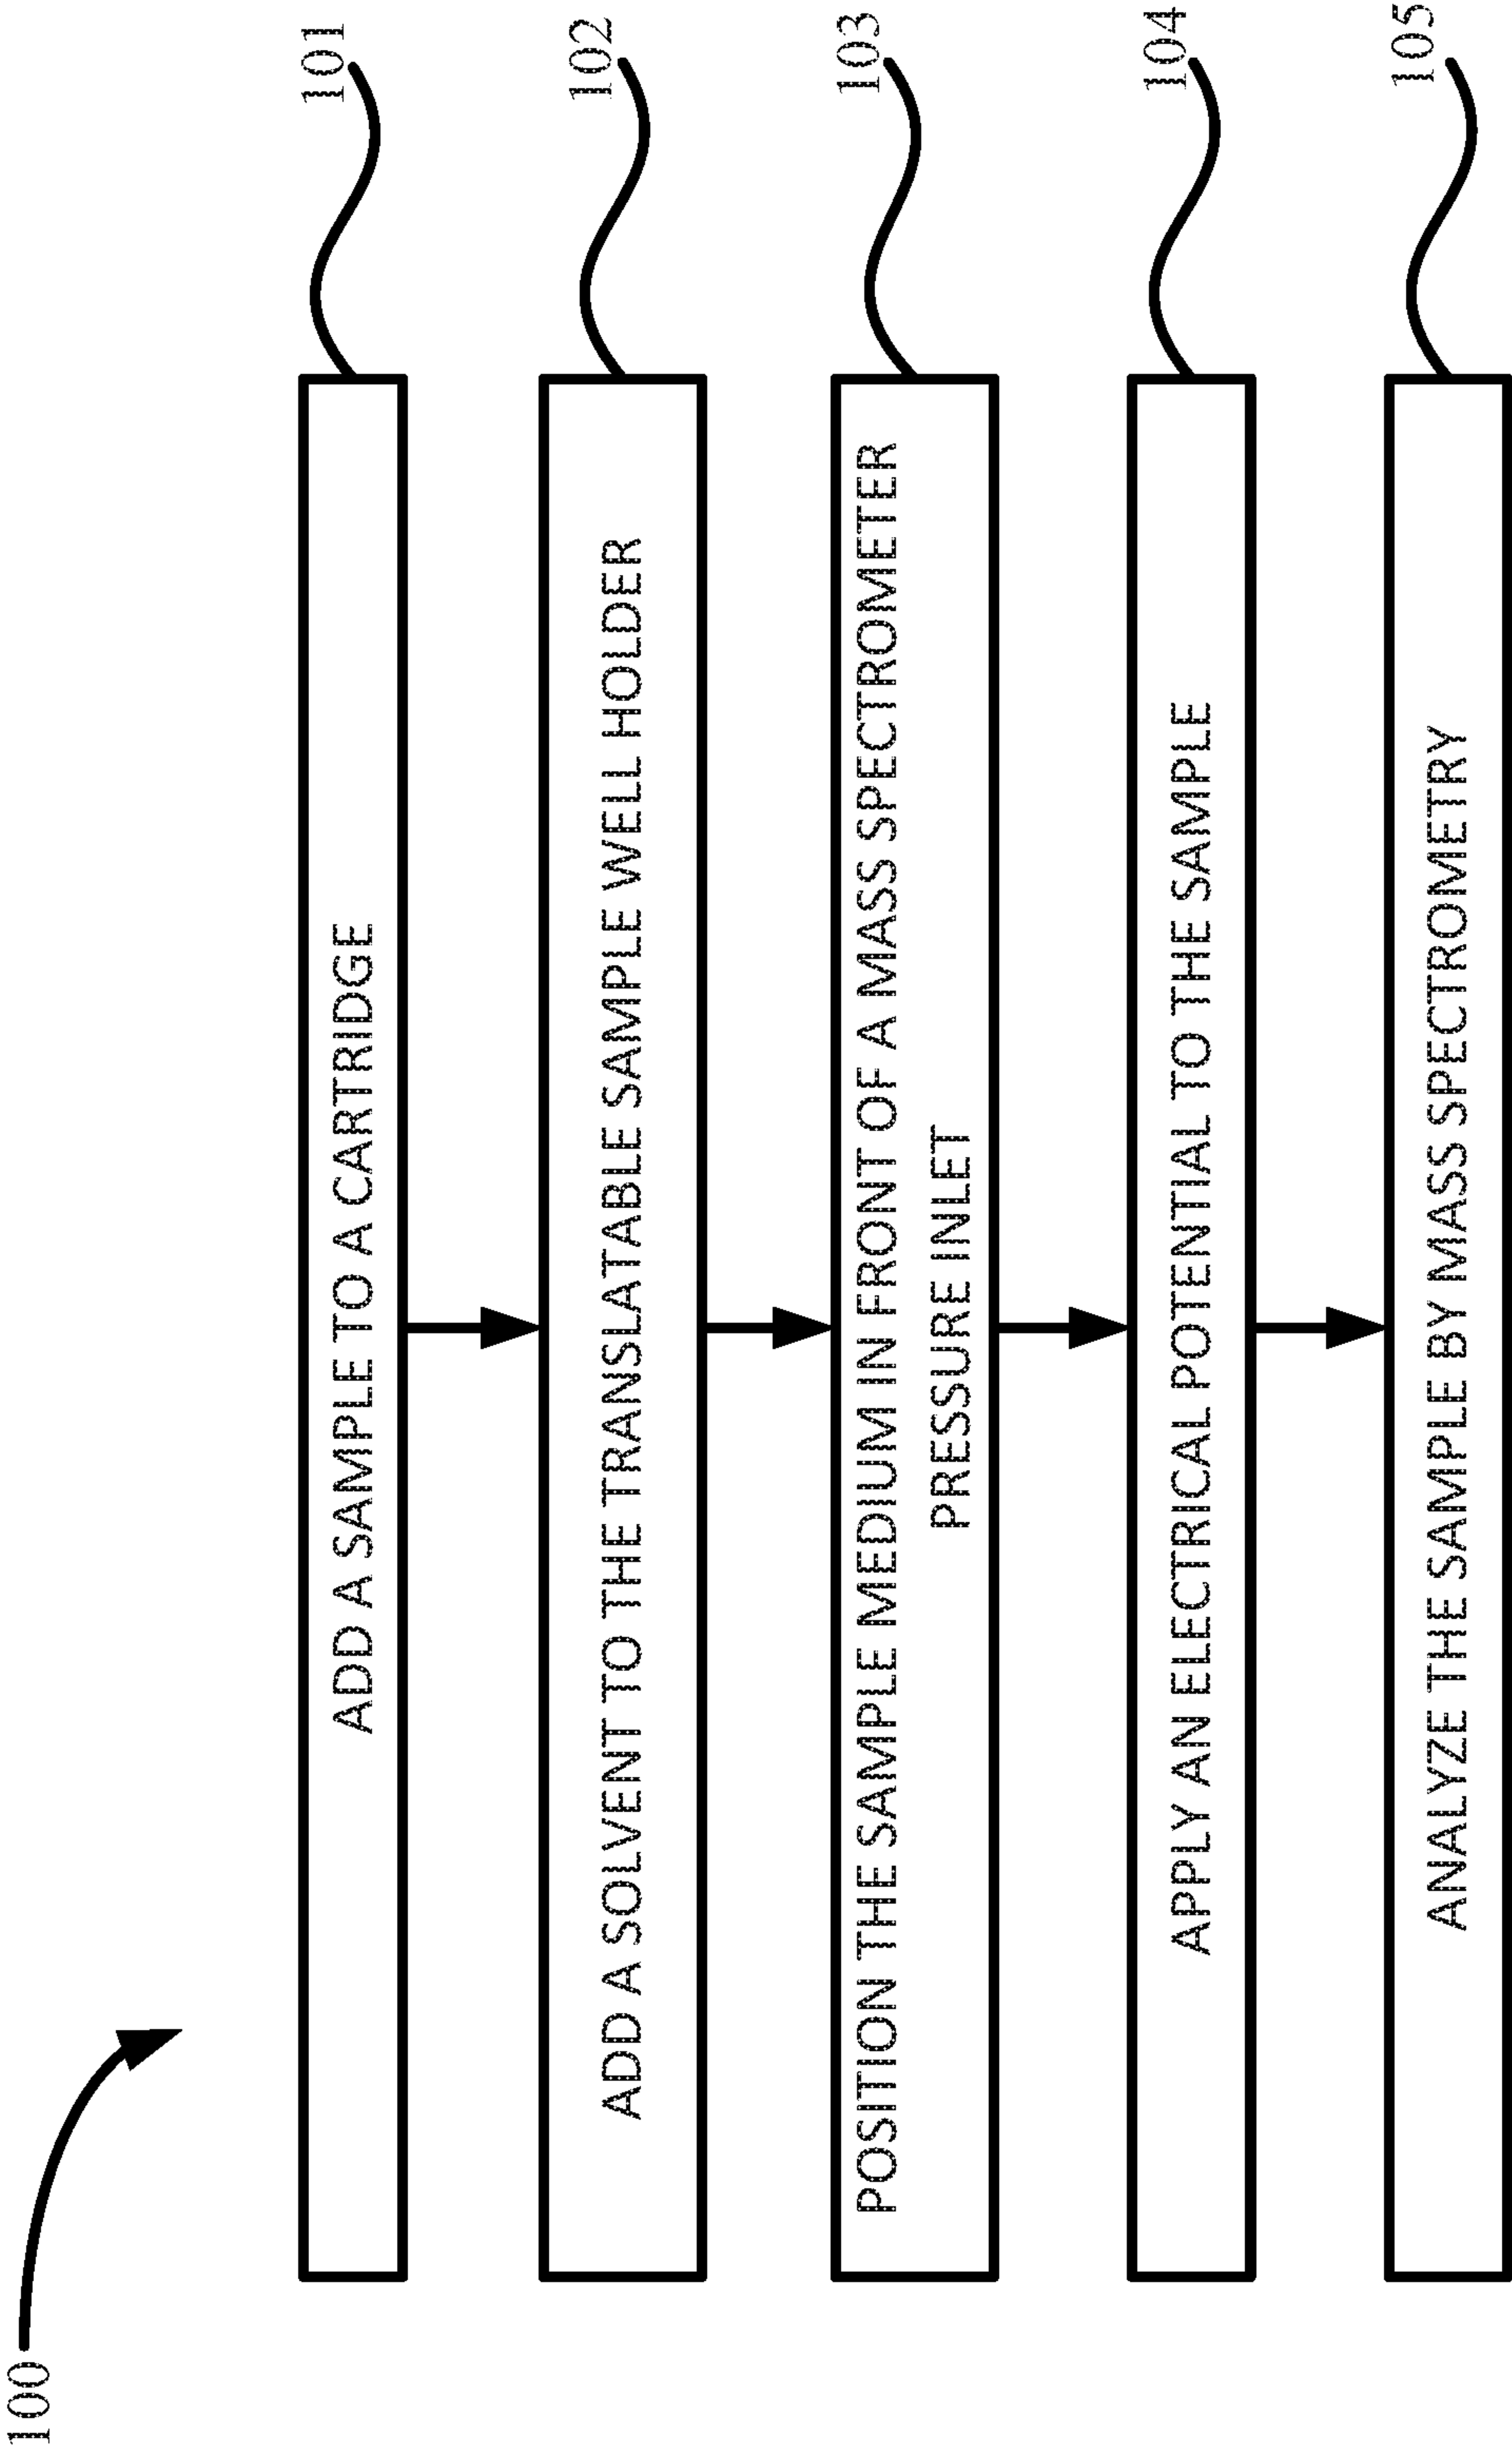 100
101
ADD A SAMPLE TO A CARTRIDGE
102
ADD A SOLVENT TO THE TRANSLATABLE SAMPLE WELL HOLDER
103
POSITION THE SAMPLE MEDIUM IN FRONT OF A MASS SPECTROMETER
PRESSURE INLET
104
APPLY AN ELECTRICAL POTENTIAL TO THE SAMPLE
105
ANALYZE THE SAMPLE BY MASS SPECTROMETRY